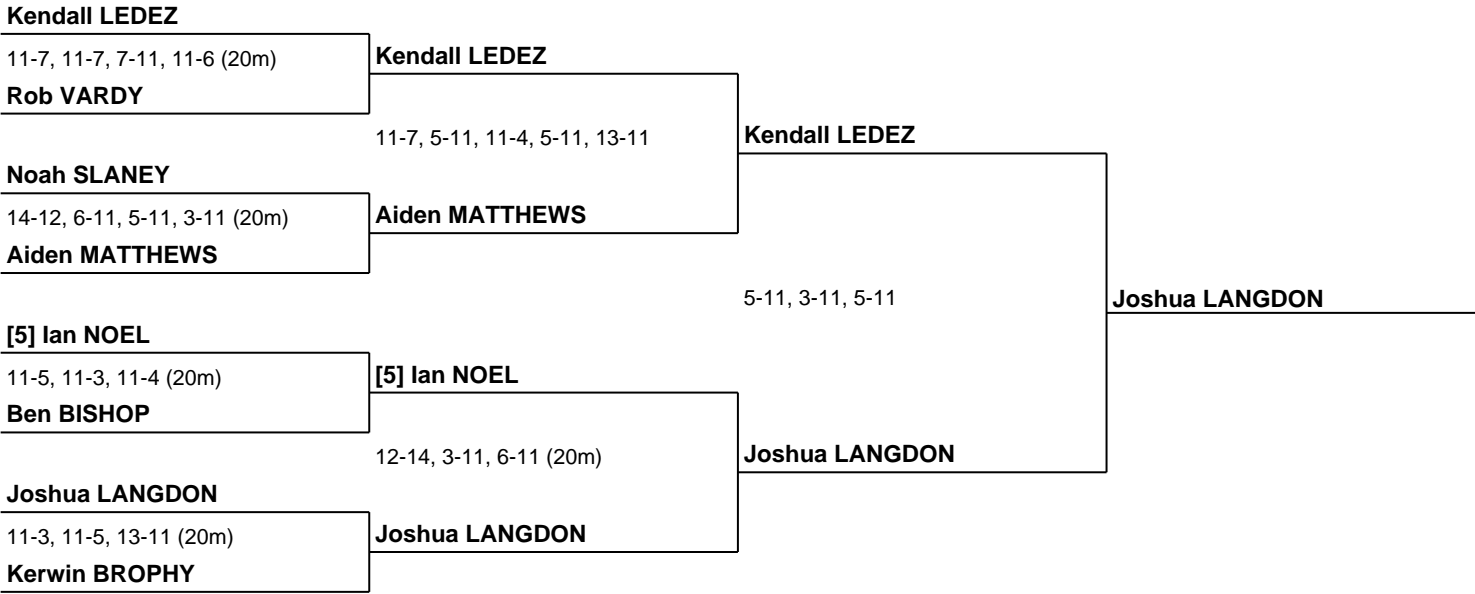 Kendall LEDEZ
11-7, 11-7, 7-11, 11-6 (20m)
Rob VARDY
Kendall LEDEZ
11-7, 5-11, 11-4, 5-11, 13-11
Kendall LEDEZ
Noah SLANEY
14-12, 6-11, 5-11, 3-11 (20m)
Aiden MATTHEWS
Aiden MATTHEWS
5-11, 3-11, 5-11
Joshua LANGDON
[5] Ian NOEL
11-5, 11-3, 11-4 (20m)
Ben BISHOP
[5] Ian NOEL
12-14, 3-11, 6-11 (20m)
Joshua LANGDON
Joshua LANGDON
11-3, 11-5, 13-11 (20m)
Kerwin BROPHY
Joshua LANGDON